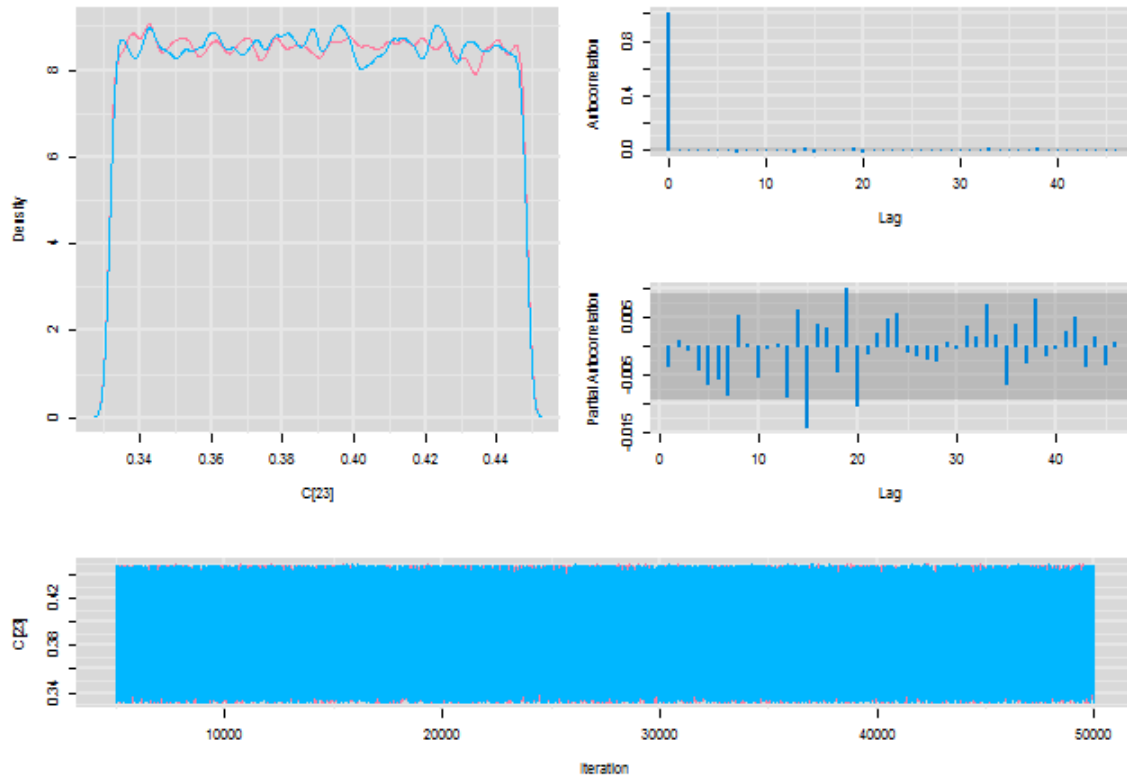 Density
8
6
4
2
0
0.34 0.36 0.38 0.40 0.42 0.44
C[23]
Autocorrelation
0.8
0.4
0.0
0 10 20 30 40
Lag
Partial Autocorrelation
0.005
-0.005
-0.015
0 10 20 30 40
Lag
C[23]
0.42
0.38
0.34
10000 20000 30000 40000 50000
Iteration